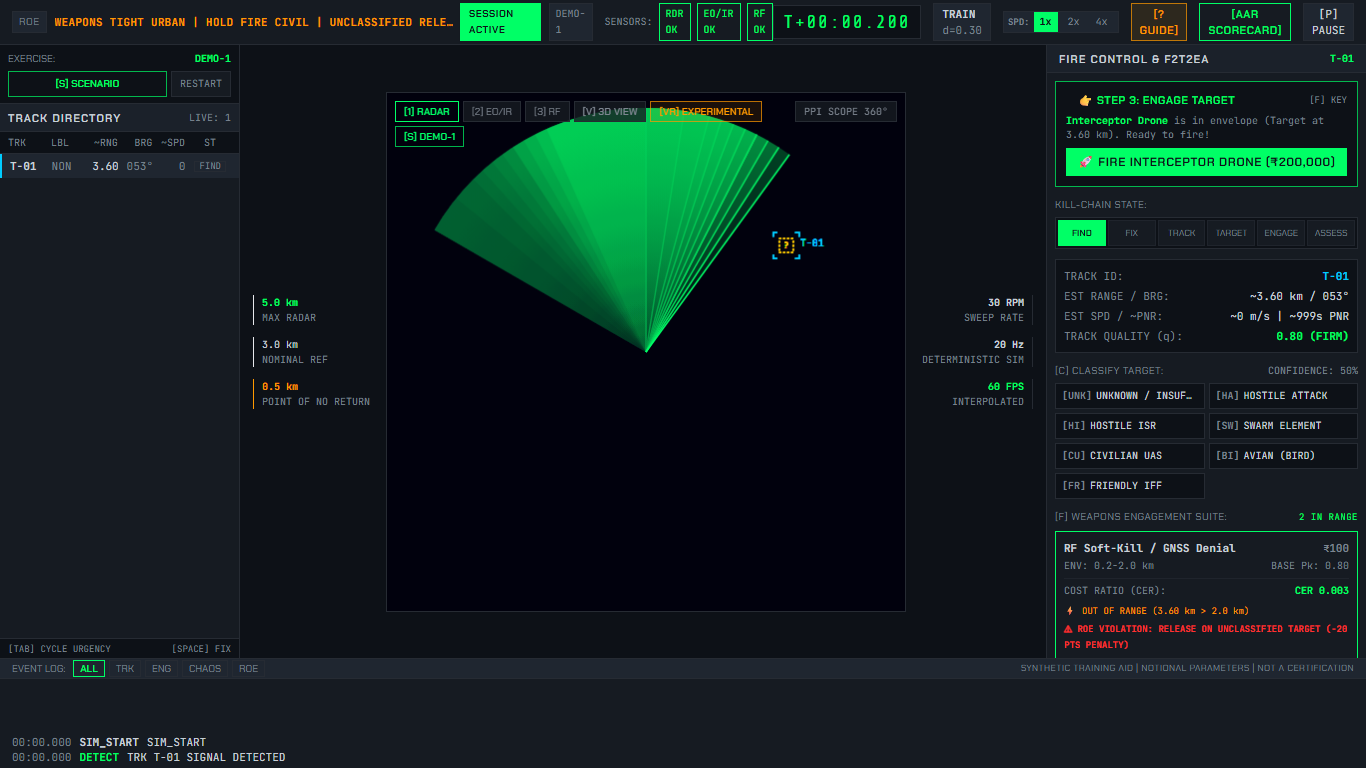 ROE WEAPONS TIGHT URBAN | HOLD FIRE CIVIL | UNCLASSIFIED RELE…
SESSION ACTIVE
DEMO-1
SENSORS:
RDR OK
EO/IR OK
RF OK
T+00:00.200
TRAIN
d=0.30
SPD: 1x 2x 4x
[? GUIDE]
[AAR SCORECARD]
[P] PAUSE
EXERCISE: DEMO-1
[S] SCENARIO RESTART
TRACK DIRECTORY LIVE: 1
TRK LBL ~RNG BRG ~SPD ST
T-01 NON 3.60 053° 0 FIND
[TAB] CYCLE URGENCY [SPACE] FIX
[1] RADAR [2] EO/IR [3] RF [V] 3D VIEW [VR] EXPERIMENTAL PPI SCOPE 360°
[S] DEMO-1
? T-01
5.0 km
MAX RADAR
3.0 km
NOMINAL REF
0.5 km
POINT OF NO RETURN
30 RPM
SWEEP RATE
20 Hz
DETERMINISTIC SIM
60 FPS
INTERPOLATED
FIRE CONTROL & F2T2EA T-01
👉 STEP 3: ENGAGE TARGET [F] KEY
Interceptor Drone is in envelope (Target at
3.60 km). Ready to fire!
🚀 FIRE INTERCEPTOR DRONE (₹200,000)
KILL-CHAIN STATE:
FIND FIX TRACK TARGET ENGAGE ASSESS
TRACK ID: T-01
EST RANGE / BRG: ~3.60 km / 053°
EST SPD / ~PNR: ~0 m/s | ~999s PNR
TRACK QUALITY (q): 0.80 (FIRM)
[C] CLASSIFY TARGET: CONFIDENCE: 50%
[UNK] UNKNOWN / INSUF… [HA] HOSTILE ATTACK
[HI] HOSTILE ISR [SW] SWARM ELEMENT
[CU] CIVILIAN UAS [BI] AVIAN (BIRD)
[FR] FRIENDLY IFF
[F] WEAPONS ENGAGEMENT SUITE: 2 IN RANGE
RF Soft-Kill / GNSS Denial ₹100
ENV: 0.2-2.0 km BASE Pk: 0.80
COST RATIO (CER): CER 0.003
⚡ OUT OF RANGE (3.60 km > 2.0 km)
⚠ ROE VIOLATION: RELEASE ON UNCLASSIFIED TARGET (-20
PTS PENALTY)
EVENT LOG: ALL TRK ENG CHAOS ROE
SYNTHETIC TRAINING AID | NOTIONAL PARAMETERS | NOT A CERTIFICATION
00:00.000 SIM_START SIM_START
00:00.000 DETECT TRK T-01 SIGNAL DETECTED